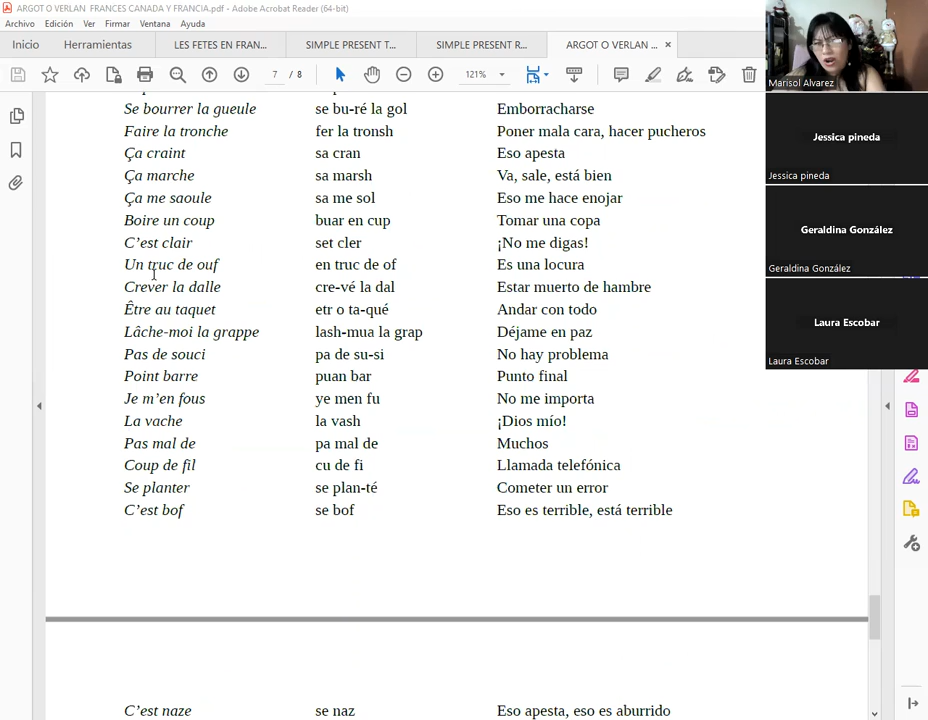 ARGOT O VERLAN FRANCES CANADA Y FRANCIA.pdf - Adobe Acrobat Reader (64-bit)
Archivo Edición Ver Firmar Ventana Ayuda
Inicio Herramientas LES FETES EN FRAN... SIMPLE PRESENT T... SIMPLE PRESENT R... ARGOT O VERLAN ... ×
7 / 8 121%
Se bourrer la gueule se bu-ré la gol Emborracharse
Faire la tronche fer la tronsh Poner mala cara, hacer pucheros
Ça craint sa cran Eso apesta
Ça marche sa marsh Va, sale, está bien
Ça me saoule sa me sol Eso me hace enojar
Boire un coup buar en cup Tomar una copa
C'est clair set cler ¡No me digas!
Un truc de ouf en truc de of Es una locura
Crever la dalle cre-vé la dal Estar muerto de hambre
Être au taquet etr o ta-qué Andar con todo
Lâche-moi la grappe lash-mua la grap Déjame en paz
Pas de souci pa de su-si No hay problema
Point barre puan bar Punto final
Je m'en fous ye men fu No me importa
La vache la vash ¡Dios mío!
Pas mal de pa mal de Muchos
Coup de fil cu de fi Llamada telefónica
Se planter se plan-té Cometer un error
C'est bof se bof Eso es terrible, está terrible
C'est naze se naz Eso apesta, eso es aburrido
Marisol Alvarez
Jessica pineda
Jessica pineda
Geraldina González
Geraldina González
Laura Escobar
Laura Escobar